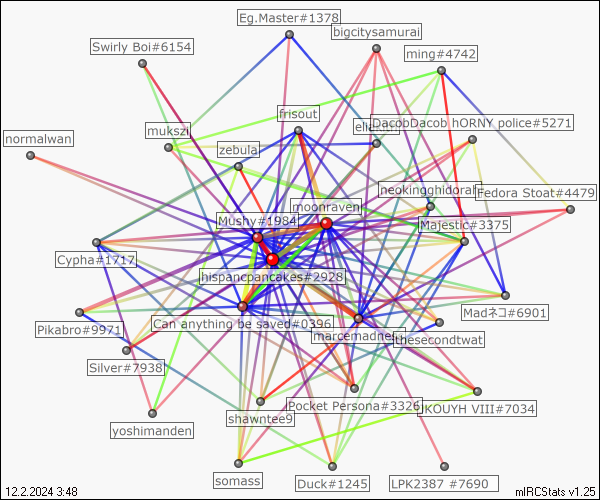 Eg.Master#1378
bigcitysamurai
Swirly Boi#6154
ming#4742
frisout
DacobDacob hORNY police#5271
mukszi
normalwan
zebula
neokingghidorah
Fedora Stoat#4479
moonraven
Mushy#1984
Majestic#3375
Cypha#1717
hispancpancakes#2928
Madネコ#6901
Pikabro#9971
Can anything be saved#0396
marcemadnek
thesecondtwat
Silver#7938
Pocket Persona#3326
JKOUYH VIII#7034
shawntee9
yoshimanden
somass
Duck#1245
LPK2387 #7690
12.2.2024 3:48
mIRCStats v1.25